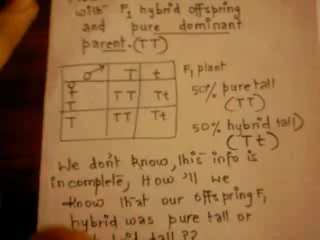 with F₁ hybrid offspring
and pure dominant
parent. (TT)
♂ T t F₁ plant
♀
T TT Tt 50% pure tall
(TT)
T TT Tt 50% hybrid tall)
(Tt)
We don't know, this info is
incomplete, How'll we
know that our offspring F₁
hybrid was pure tall or
hybrid tall??